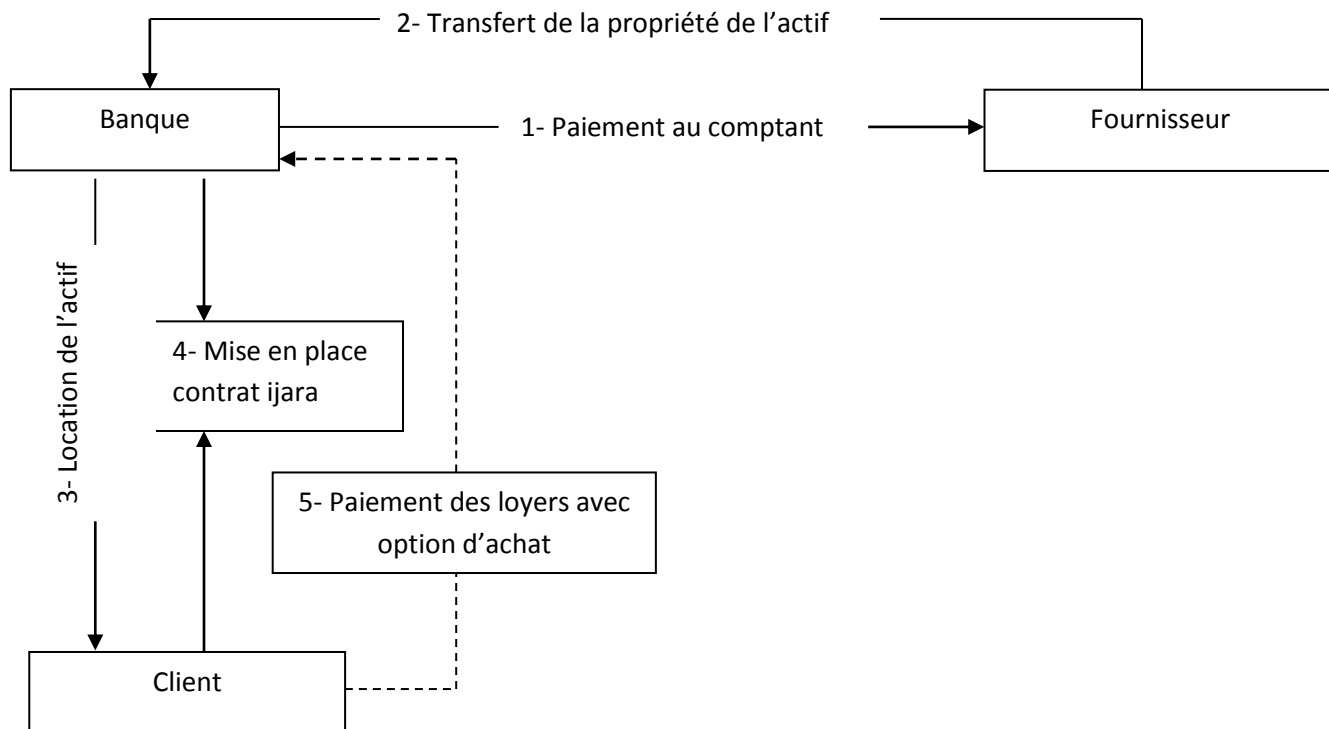 2- Transfert de la propriété de l’actif
Banque
1- Paiement au comptant
Fournisseur
3- Location de l’actif
4- Mise en place
contrat ijara
5- Paiement des loyers avec
option d’achat
Client